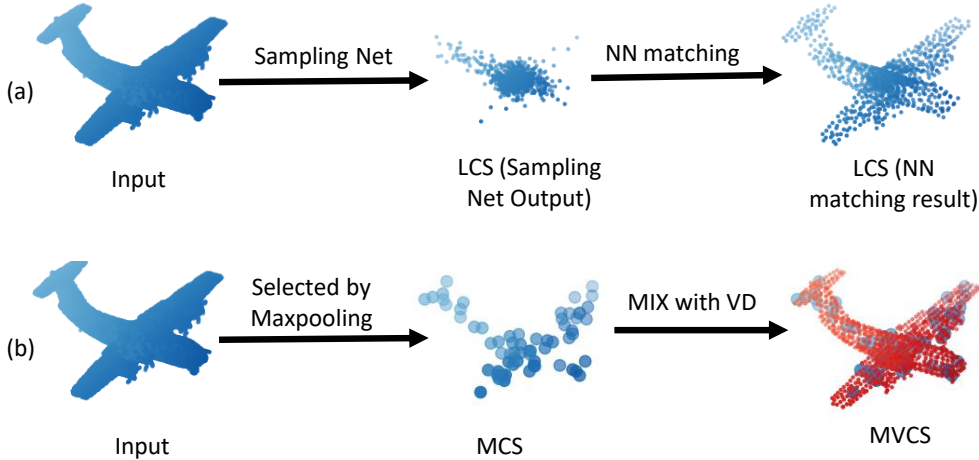 Sampling Net
NN matching
(a)
Input
LCS (Sampling
Net Output)
LCS (NN
matching result)
Selected by
Maxpooling
MIX with VD
(b)
Input
MCS
MVCS